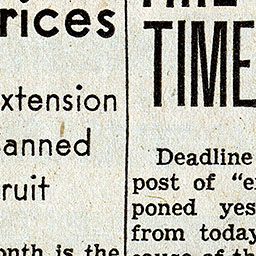 rices
xtension
anned
ruit
onth is the
TIME
Deadline
post of "e
poned yes
from today